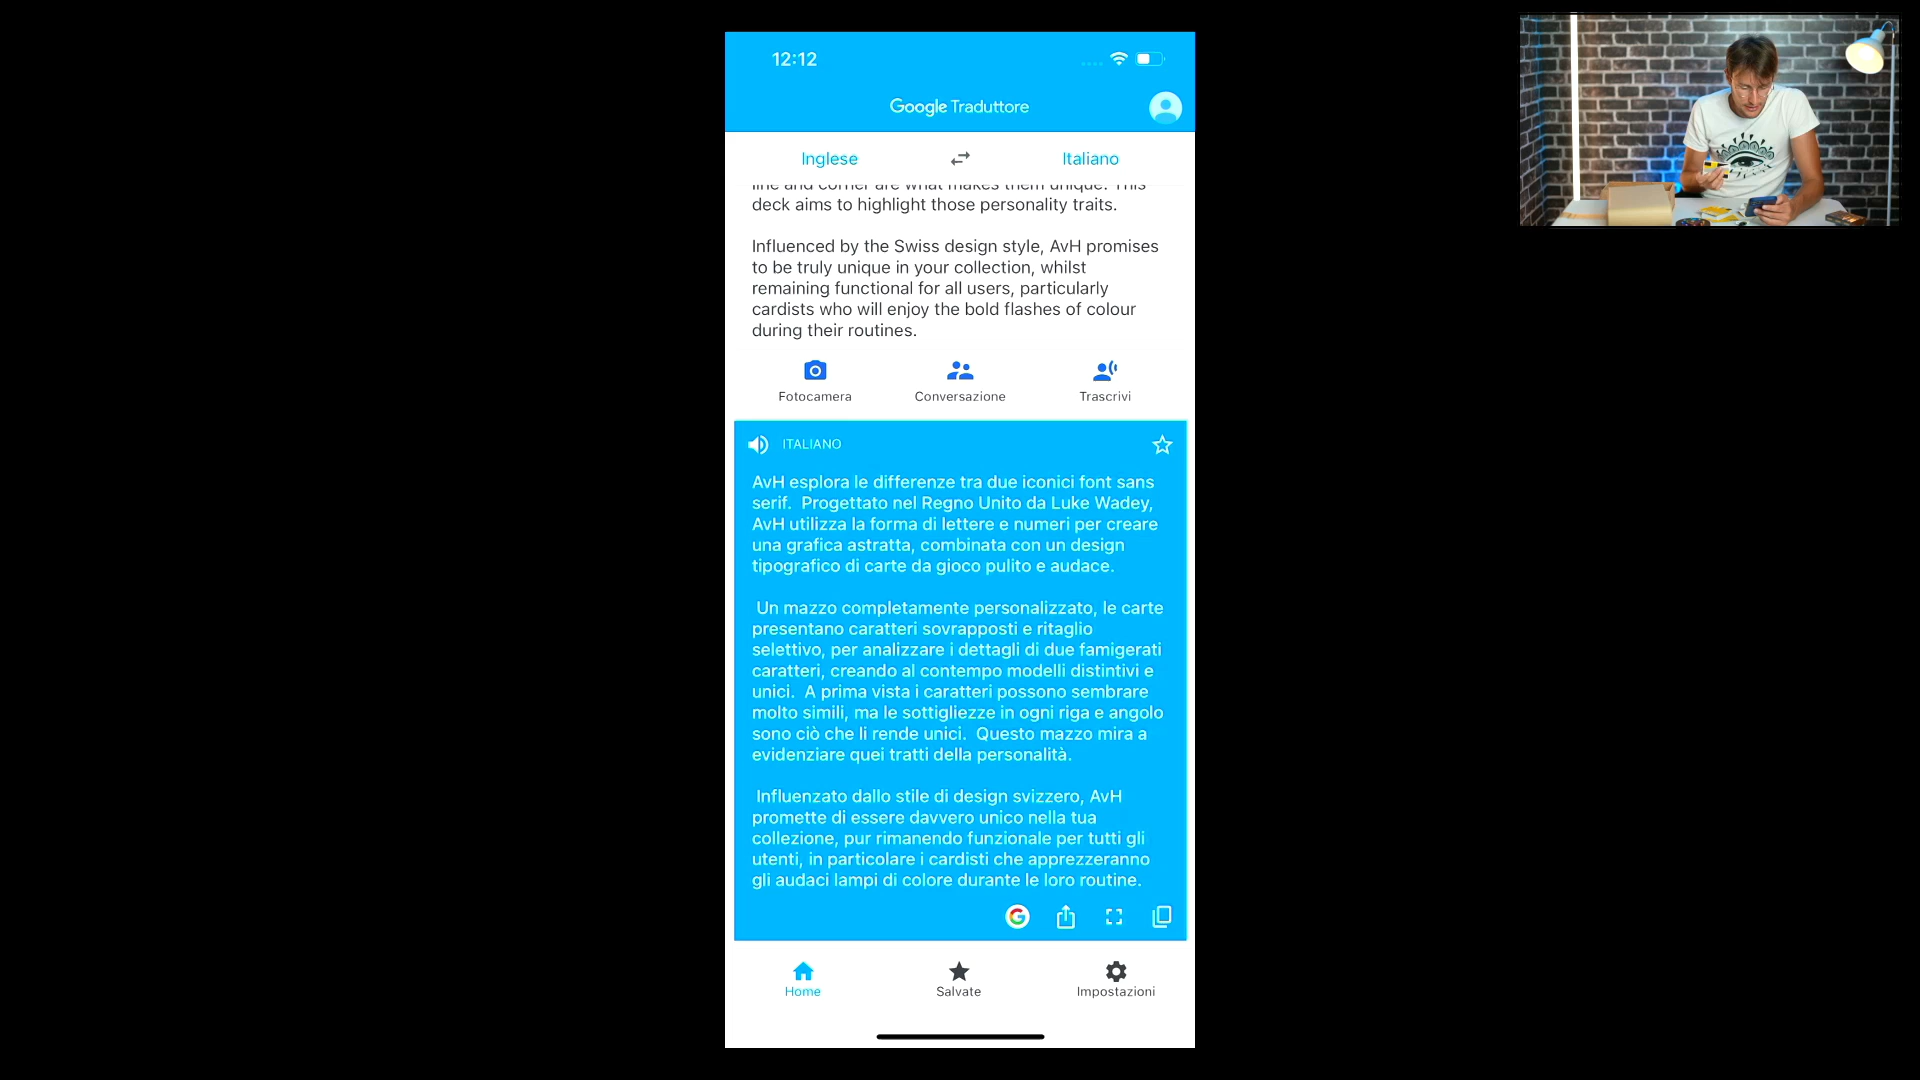 12:12
Google Traduttore
Inglese
Italiano
line and corner are what makes them unique. This
deck aims to highlight those personality traits.
Influenced by the Swiss design style, AvH promises
to be truly unique in your collection, whilst
remaining functional for all users, particularly
cardists who will enjoy the bold flashes of colour
during their routines.
Fotocamera
Conversazione
Trascrivi
ITALIANO
AvH esplora le differenze tra due iconici font sans
serif. Progettato nel Regno Unito da Luke Wadey,
AvH utilizza la forma di lettere e numeri per creare
una grafica astratta, combinata con un design
tipografico di carte da gioco pulito e audace.
Un mazzo completamente personalizzato, le carte
presentano caratteri sovrapposti e ritaglio
selettivo, per analizzare i dettagli di due famigerati
caratteri, creando al contempo modelli distintivi e
unici. A prima vista i caratteri possono sembrare
molto simili, ma le sottigliezze in ogni riga e angolo
sono ciò che li rende unici. Questo mazzo mira a
evidenziare quei tratti della personalità.
Influenzato dallo stile di design svizzero, AvH
promette di essere davvero unico nella tua
collezione, pur rimanendo funzionale per tutti gli
utenti, in particolare i cardisti che apprezzeranno
gli audaci lampi di colore durante le loro routine.
Home
Salvate
Impostazioni